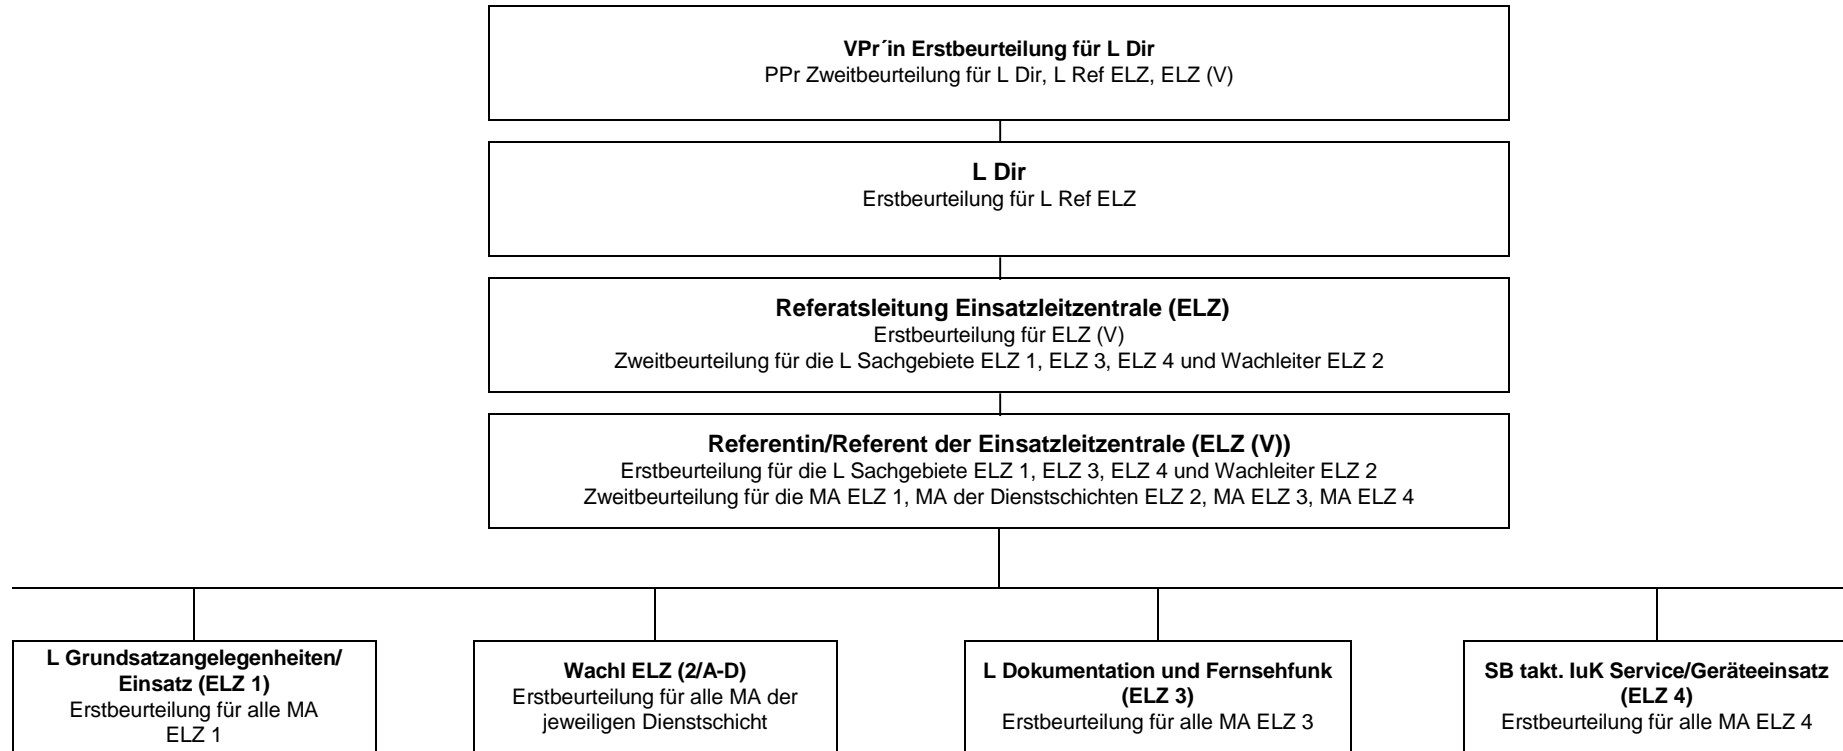 VPr´in Erstbeurteilung für L Dir
PPr Zweitbeurteilung für L Dir, L Ref ELZ, ELZ (V)
L Dir
Erstbeurteilung für L Ref ELZ
Referatsleitung Einsatzleitzentrale (ELZ)
Erstbeurteilung für ELZ (V)
Zweitbeurteilung für die L Sachgebiete ELZ 1, ELZ 3, ELZ 4 und Wachleiter ELZ 2
Referentin/Referent der Einsatzleitzentrale (ELZ (V))
Erstbeurteilung für die L Sachgebiete ELZ 1, ELZ 3, ELZ 4 und Wachleiter ELZ 2
Zweitbeurteilung für die MA ELZ 1, MA der Dienstschichten ELZ 2, MA ELZ 3, MA ELZ 4
L Grundsatzangelegenheiten/
Einsatz (ELZ 1)
Erstbeurteilung für alle MA
ELZ 1
Wachl ELZ (2/A-D)
Erstbeurteilung für alle MA der
jeweiligen Dienstschicht
L Dokumentation und Fernsehfunk
(ELZ 3)
Erstbeurteilung für alle MA ELZ 3
SB takt. IuK Service/Geräteeinsatz
(ELZ 4)
Erstbeurteilung für alle MA ELZ 4